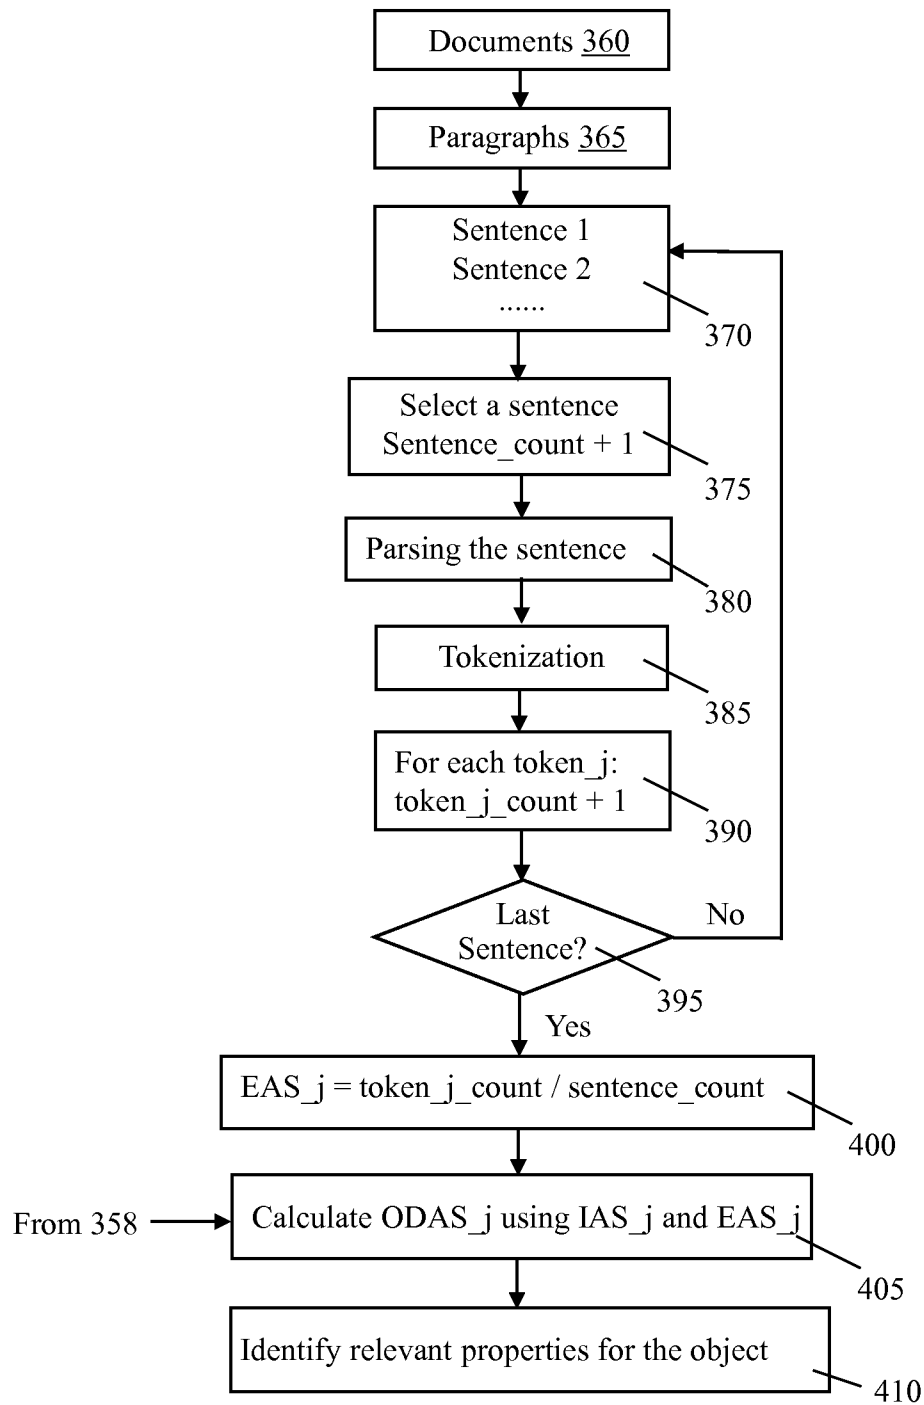 Documents 360
Paragraphs 365
Sentence 1
Sentence 2
......
370
Select a sentence
Sentence_count + 1
375
Parsing the sentence
380
Tokenization
385
For each token_j:
token_j_count + 1
390
Last
Sentence?
No
395
Yes
EAS_j = token_j_count / sentence_count
400
From 358
Calculate ODAS_j using IAS_j and EAS_j
405
Identify relevant properties for the object
410